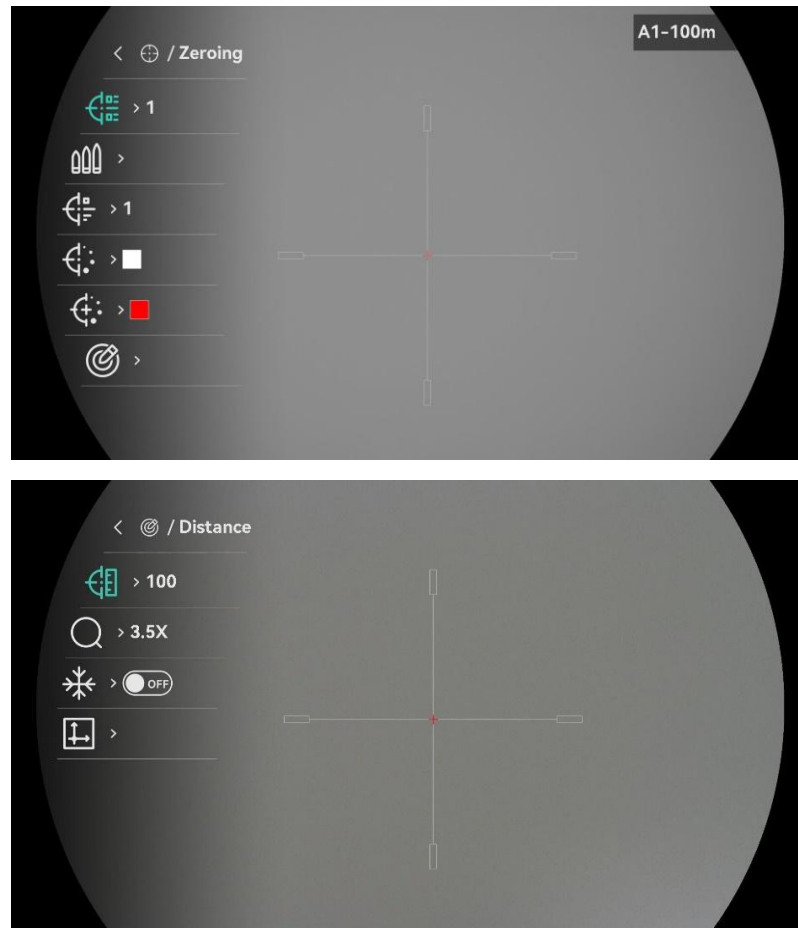 A1-100m
< / Zeroing
> 1
>
> 1
>
>
>
< / Distance
> 100
> 3.5X
> OFF
>